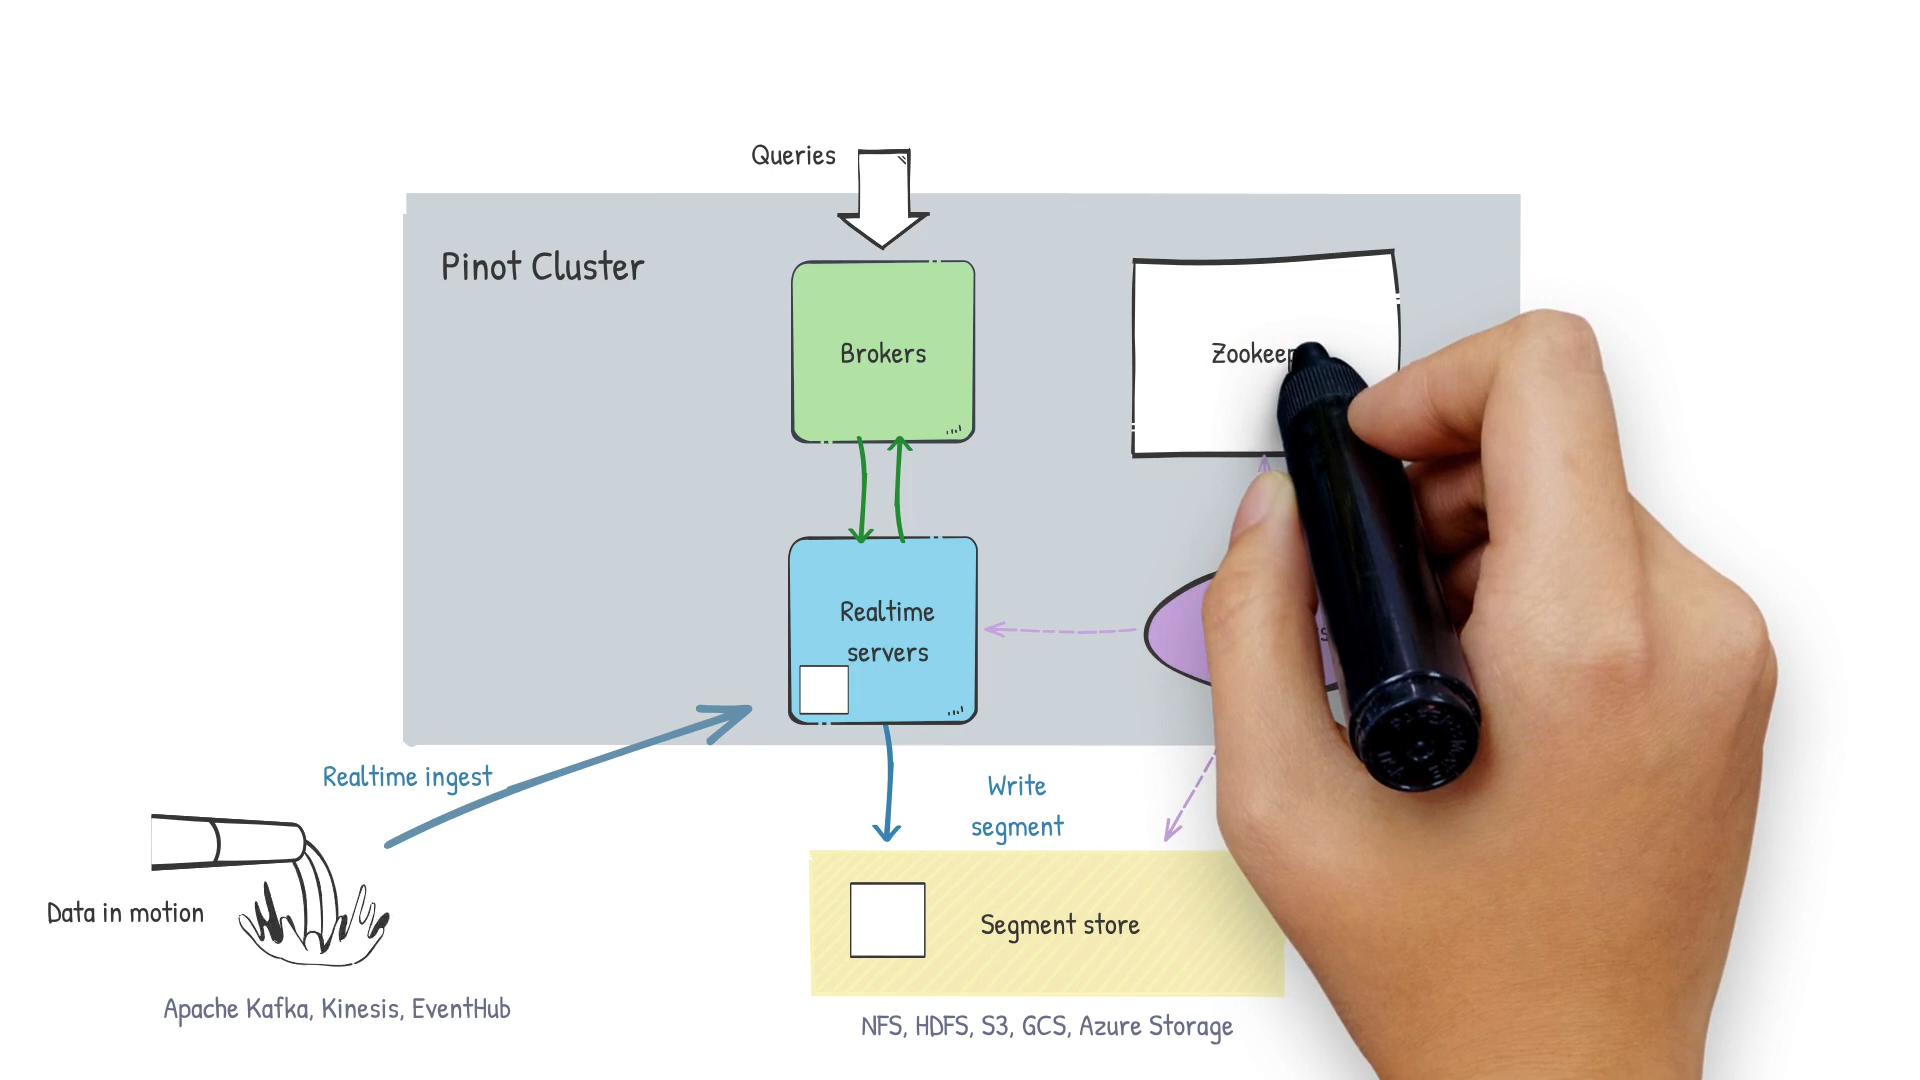 Queries
Pinot Cluster
Brokers
Realtime
servers
Realtime ingest
Write
segment
Data in motion
Segment store
Apache Kafka, Kinesis, EventHub
NFS, HDFS, S3, GCS, Azure Storage